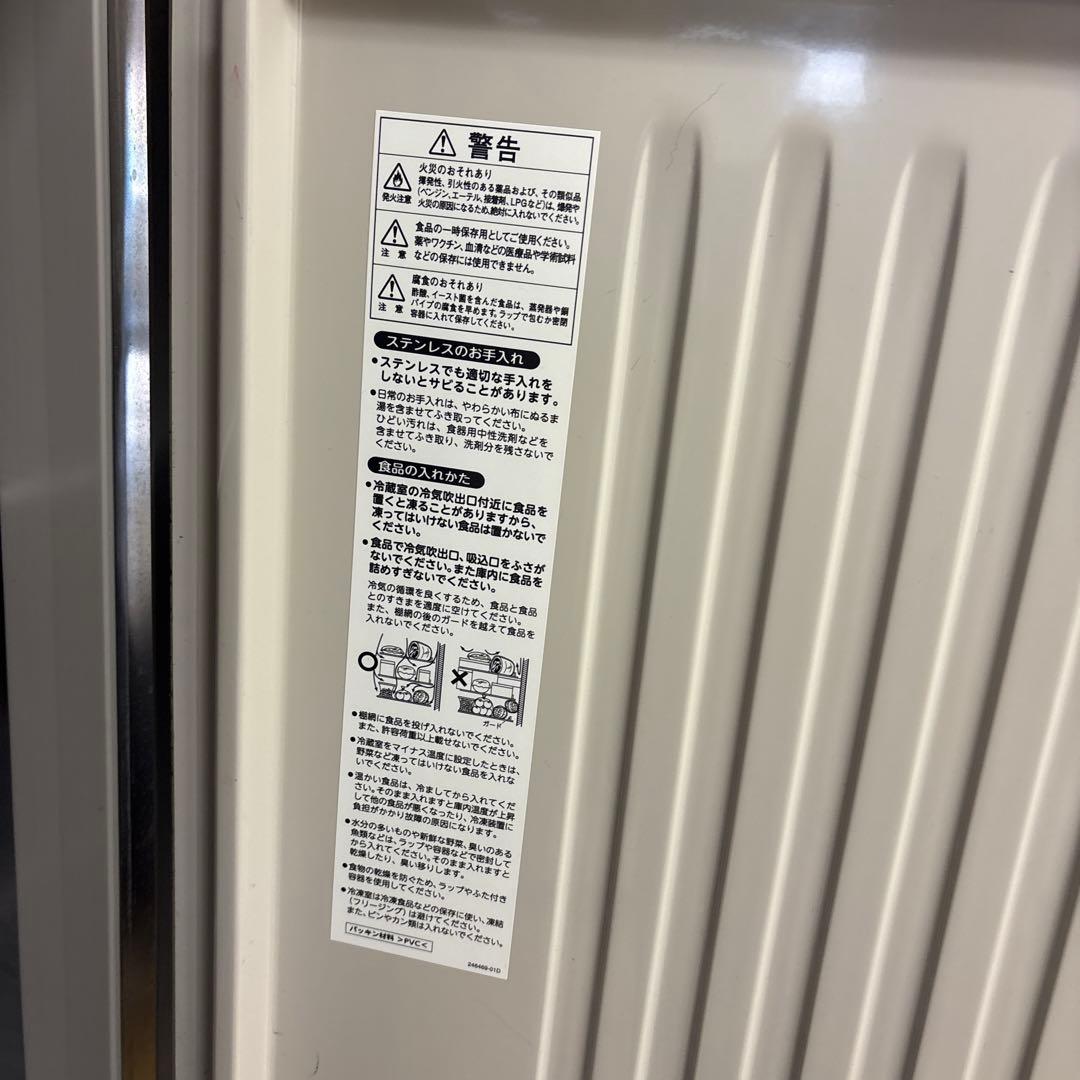 警告
火災のおそれあり
揮発性、引火性のある薬品および、その類似品
(ベンジン、エーテル、接着剤、LPGなど)は、爆発や
火災の原因になるため、絶対に入れないでください。
発火注意
食品の一時保存用としてご使用ください。
薬やワクチン、血清などの医療品や学術試料
などの保存には使用できません。
注意
腐食のおそれあり
酢酸、イースト菌を含んだ食品は、蒸発器や銅
パイプの腐食を早めます。ラップで包むか密閉
容器に入れて保存してください。
注意
ステンレスのお手入れ
●ステンレスでも適切な手入れを
しないとサビることがあります。
●日常のお手入れは、やわらかい布にぬるま
湯を含ませてふき取ってください。
ひどい汚れは、食器用中性洗剤などを
含ませてふき取り、洗剤分を残さないで
ください。
食品の入れかた
●冷蔵室の冷気吹出口付近に食品を
置くと凍ることがありますから、
凍ってはいけない食品は置かないで
ください。
●食品で冷気吹出口、吸込口をふさが
ないでください。また庫内に食品を
詰めすぎないでください。
冷気の循環を良くするため、食品と食品
とのすきまを適度に空けてください。
また、棚網の後のガードを越えて食品を
入れないでください。
ガード
●棚網に食品を投げ入れないでください。
また、許容荷重以上載せないでください。
●冷蔵室をマイナス温度に設定したときは、
野菜など凍ってはいけない食品を入れな
いでください。
●温かい食品は、冷ましてから入れてくだ
さい。そのまま入れますと庫内温度が上昇
して他の食品が悪くなったり、冷凍装置に
負担がかかり故障の原因になります。
●水分の多いものや新鮮な野菜、臭いのある
魚類などは、ラップや容器などで密封して
から入れてください。そのまま入れますと
乾燥したり、臭い移りします。
●食物の乾燥を防ぐため、ラップやふた付き
容器を使用してください。
●冷凍室は冷凍食品などの保存に使い、凍結
(フリージング)は避けてください。
また、ビンやカン類は入れないでください。
パッキン材料 >PVC<
246469-01D